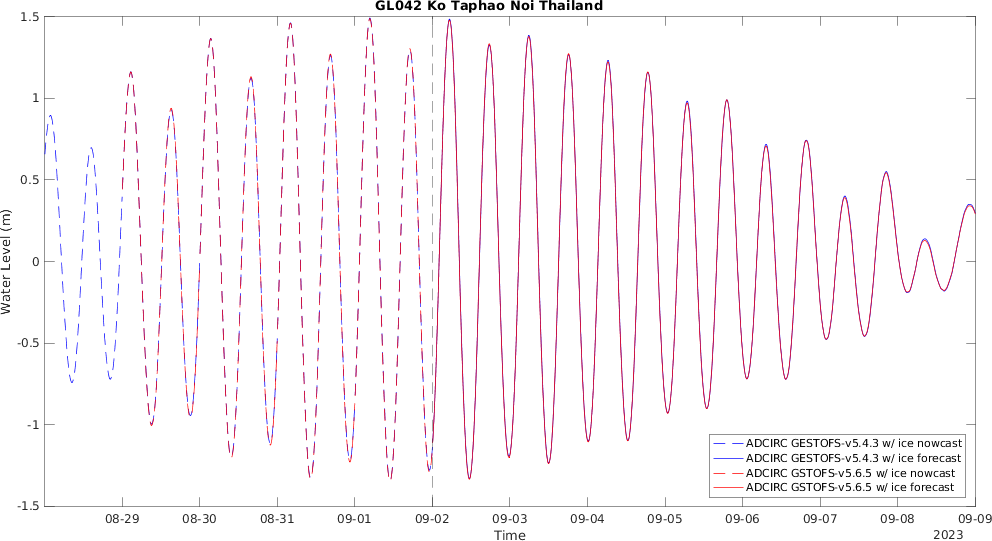 GL042 Ko Taphao Noi Thailand
1.5
1
0.5
0
-0.5
-1
-1.5
Water Level (m)
ADCIRC GESTOFS-v5.4.3 w/ ice nowcast
ADCIRC GESTOFS-v5.4.3 w/ ice forecast
ADCIRC GSTOFS-v5.6.5 w/ ice nowcast
ADCIRC GSTOFS-v5.6.5 w/ ice forecast
08-29 08-30 08-31 09-01 09-02 09-03 09-04 09-05 09-06 09-07 09-08 09-09
Time
2023